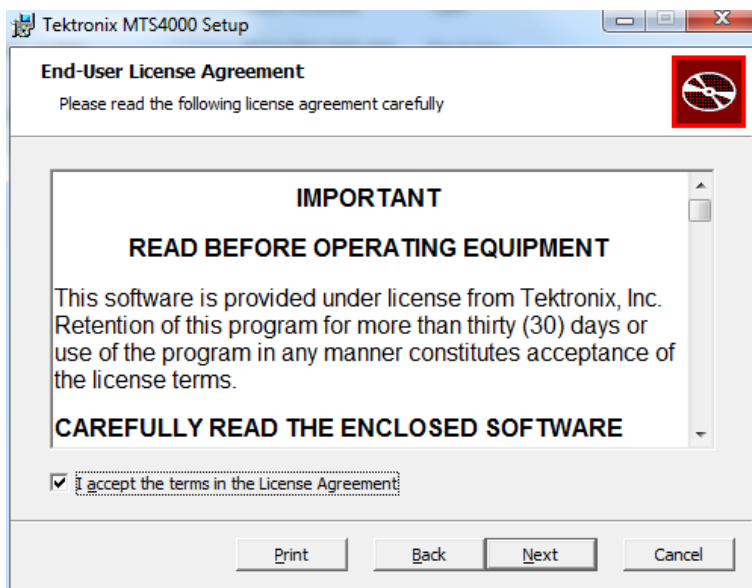 Tektronix MTS4000 Setup
End-User License Agreement
Please read the following license agreement carefully
IMPORTANT
READ BEFORE OPERATING EQUIPMENT
This software is provided under license from Tektronix, Inc.
Retention of this program for more than thirty (30) days or
use of the program in any manner constitutes acceptance of
the license terms.
CAREFULLY READ THE ENCLOSED SOFTWARE
I accept the terms in the License Agreement
Print Back Next Cancel